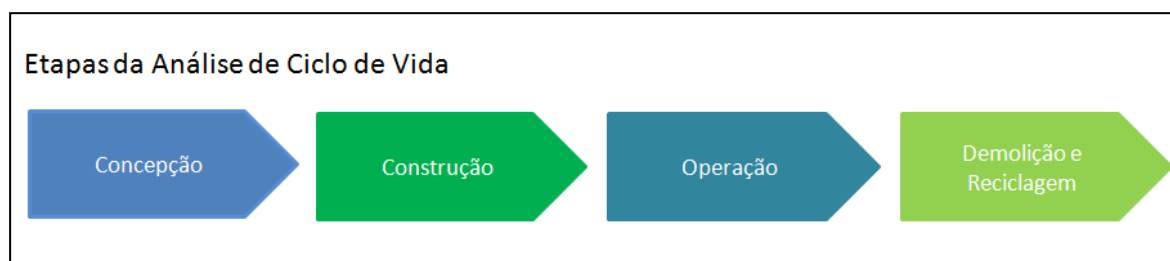 Etapas da Análise de Ciclo de Vida
Concepção
Construção
Operação
Demolição e
Reciclagem